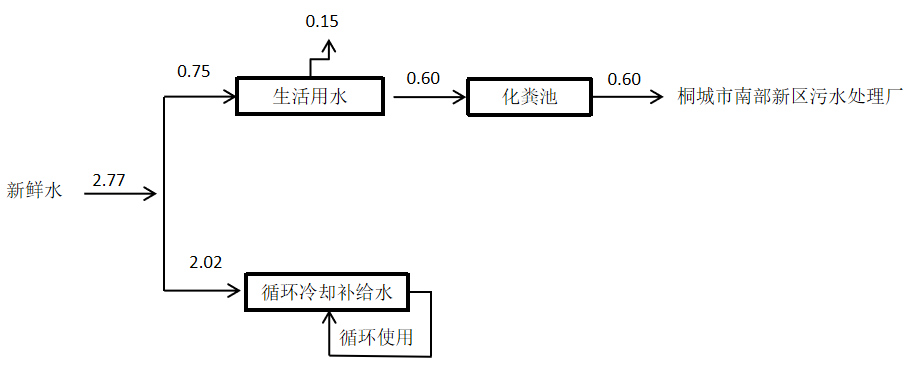 0.15
0.75
生活用水
0.60
化粪池
0.60
桐城市南部新区污水处理厂
新鲜水
2.77
2.02
循环冷却补给水
循环使用